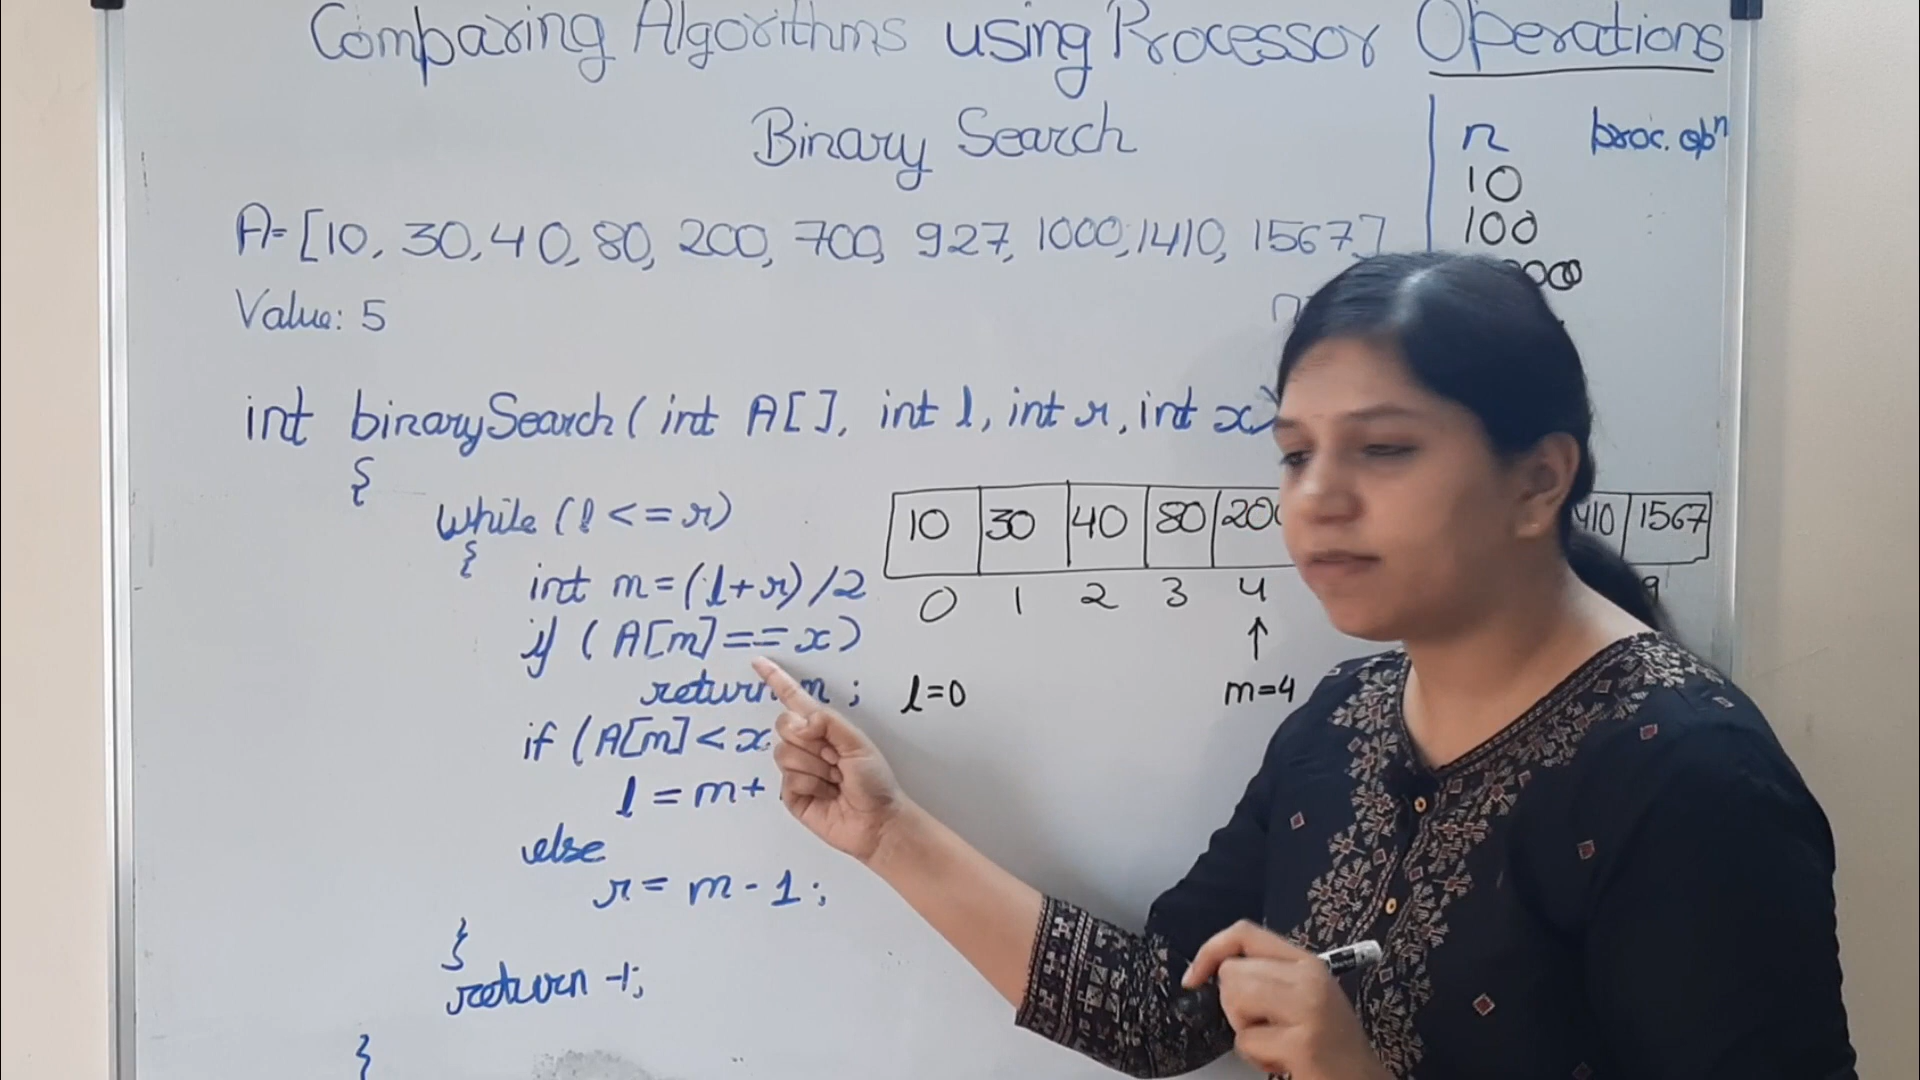 Comparing Algorithms using Processor Operations
Binary Search
n proc. opⁿ
10
100
A= [10, 30, 40, 80, 200, 700, 927, 1000, 1410, 1567]
Value: 5
int binarySearch( int A[], int l, int r, int x)
{
while (l <= r)
{
int m=(l+r)/2
if ( A[m]==x)
return m ;
if (A[m]<x
l = m+
else
r = m-1;
}
return -1;
}
10 30 40 80 200 1567
0 1 2 3 4 9
↑
l=0 m=4